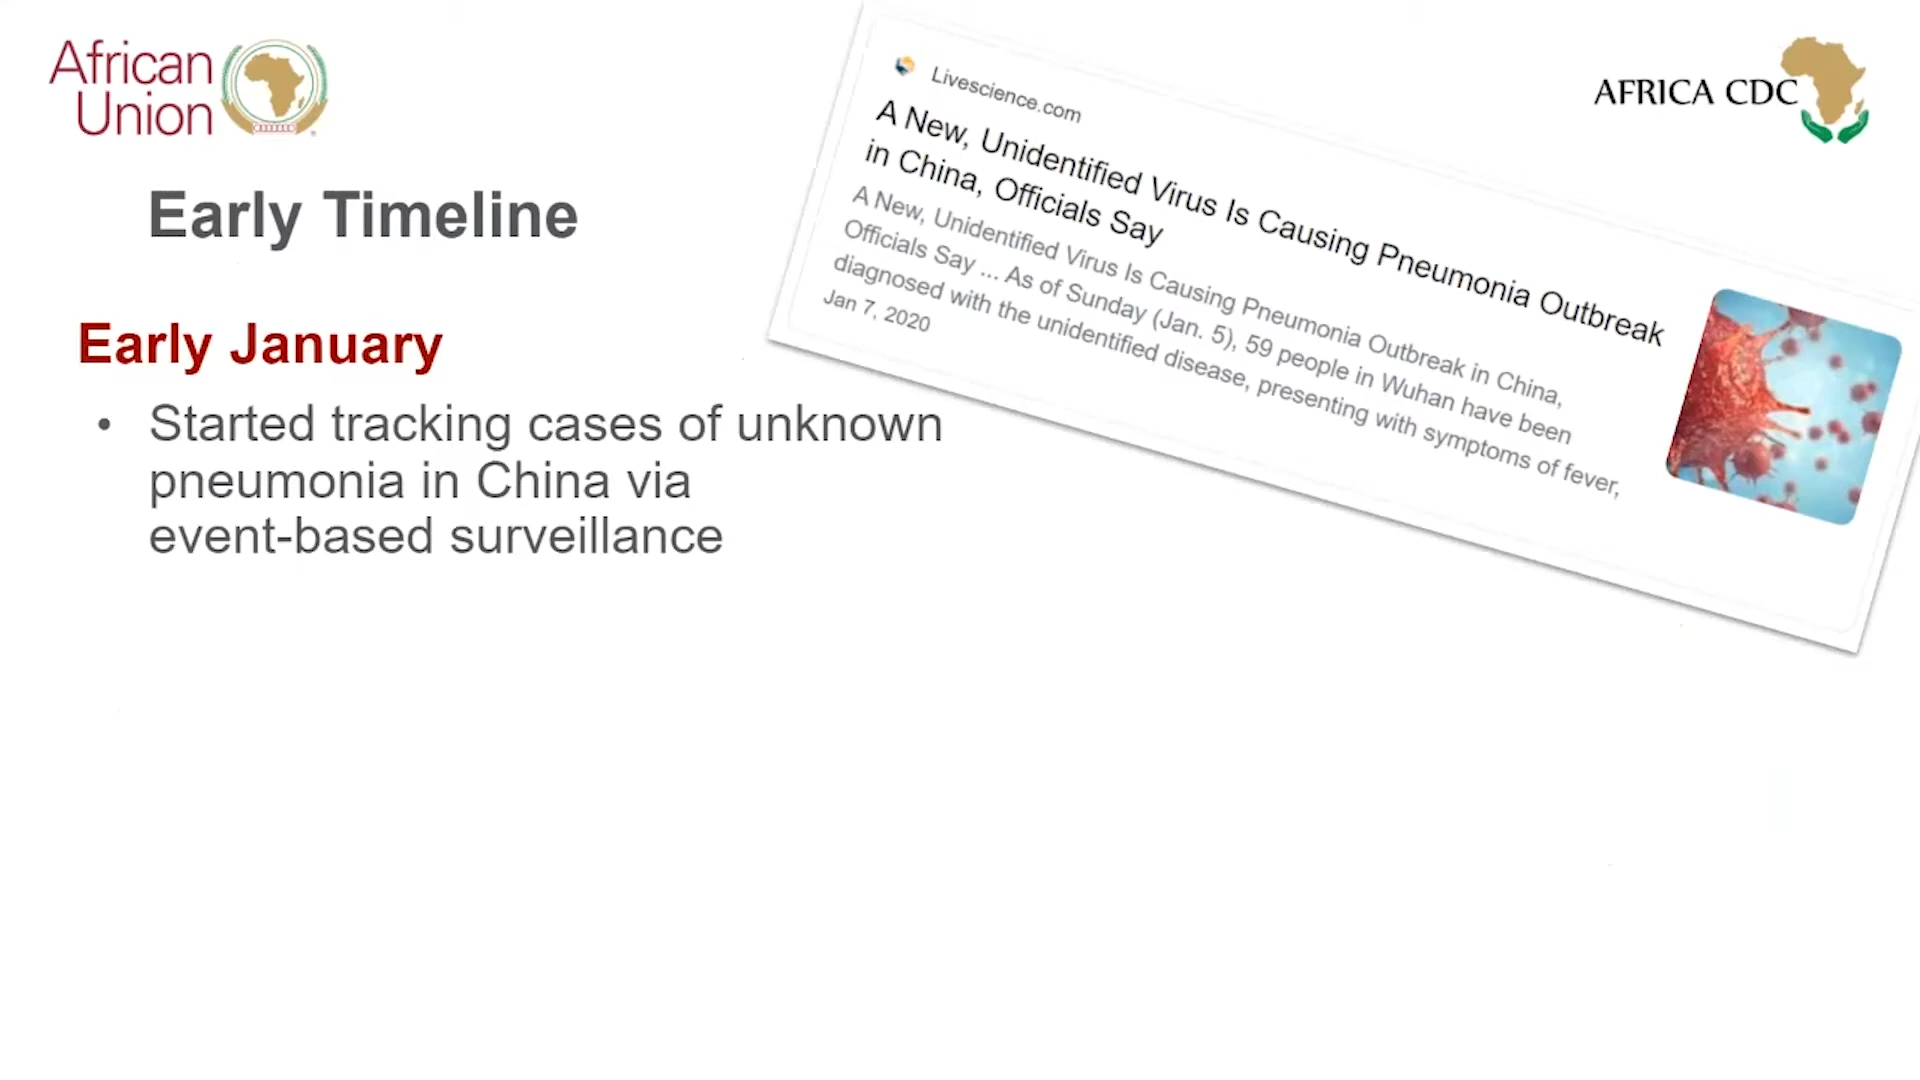 African
Union
AFRICA CDC
Livescience.com
A New, Unidentified Virus Is Causing Pneumonia Outbreak
in China, Officials Say
A New, Unidentified Virus Is Causing Pneumonia Outbreak in China,
Officials Say ... As of Sunday (Jan. 5), 59 people in Wuhan have been
diagnosed with the unidentified disease, presenting with symptoms of fever,
Jan 7, 2020
Early Timeline
Early January
• Started tracking cases of unknown
pneumonia in China via
event-based surveillance